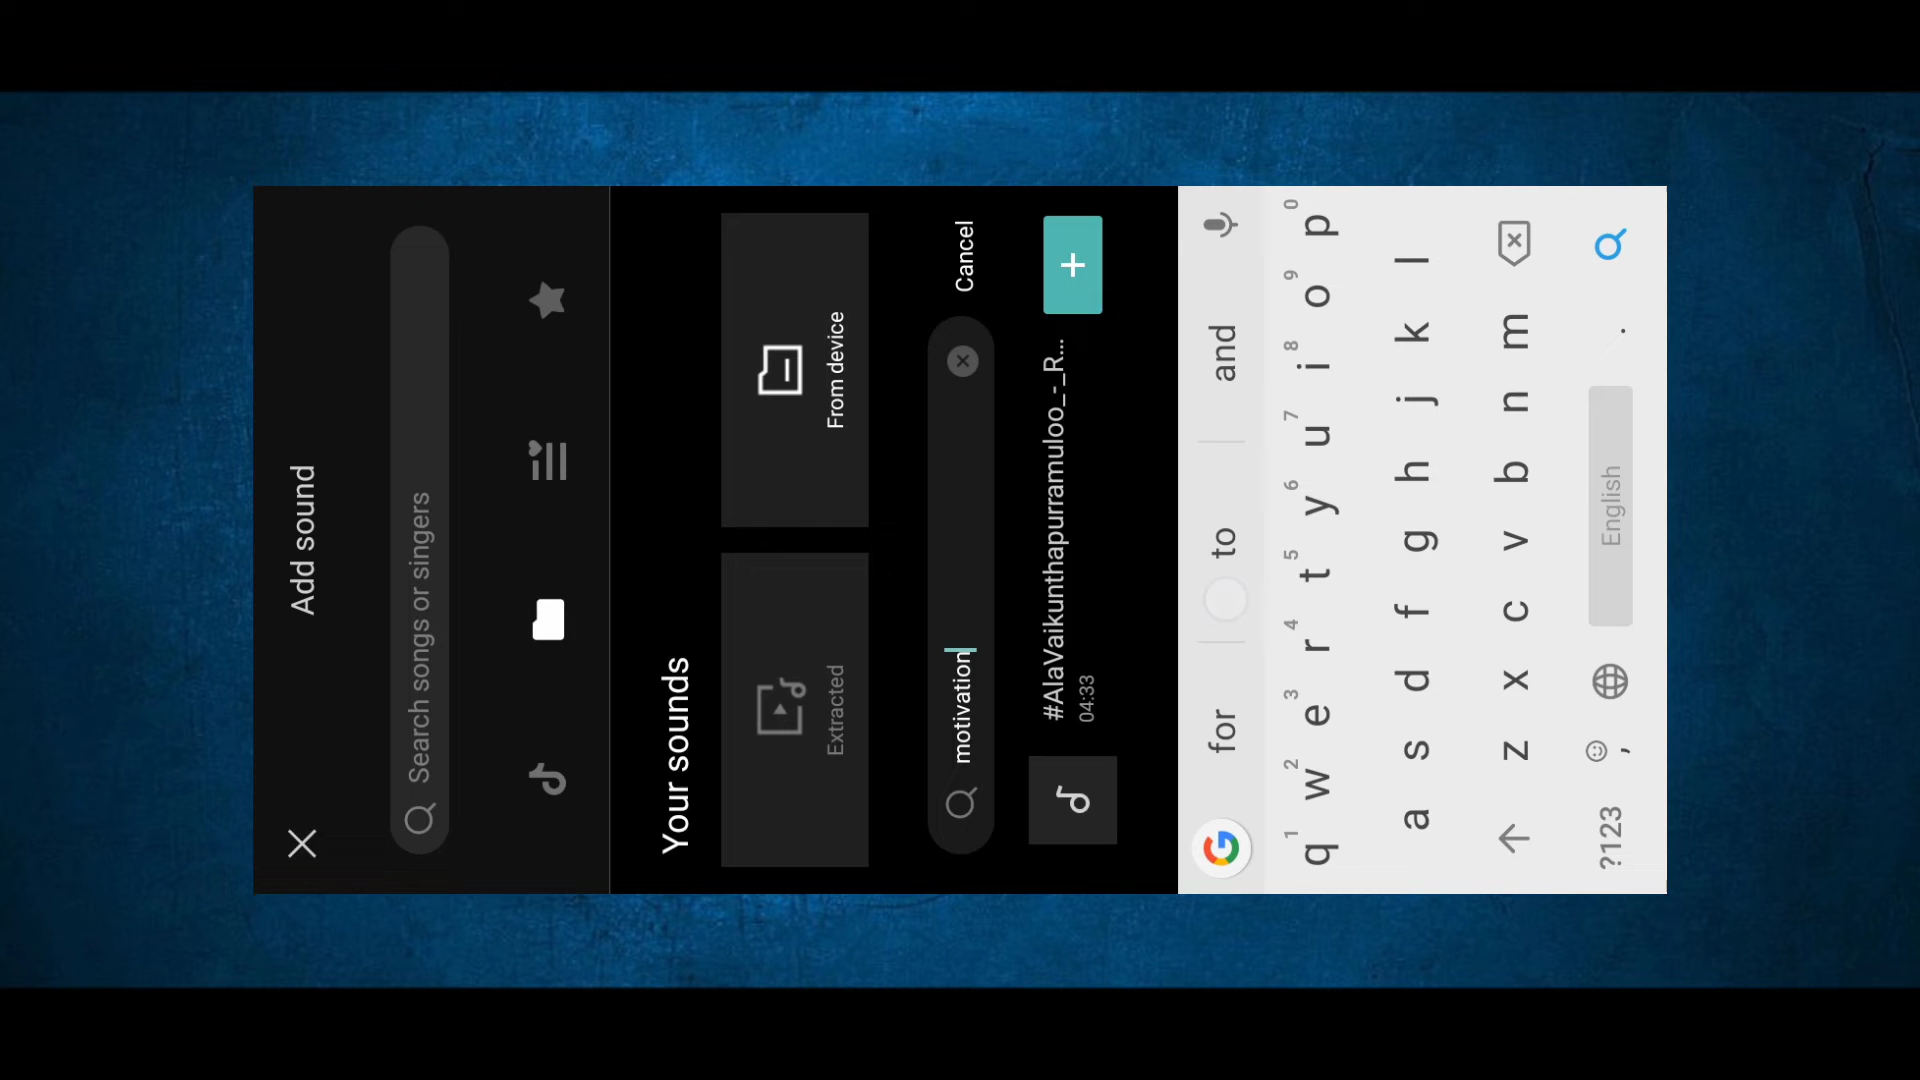 Add sound
Search songs or singers
Your sounds
Extracted
From device
motivation
Cancel
#AlaVaikunthapurramuloo_-_R...
04:33
+
G for to and
1 2 3 4 5 6 7 8 9 0
q w e r t y u i o p
a s d f g h j k l
z x c v b n m
?123 , English .